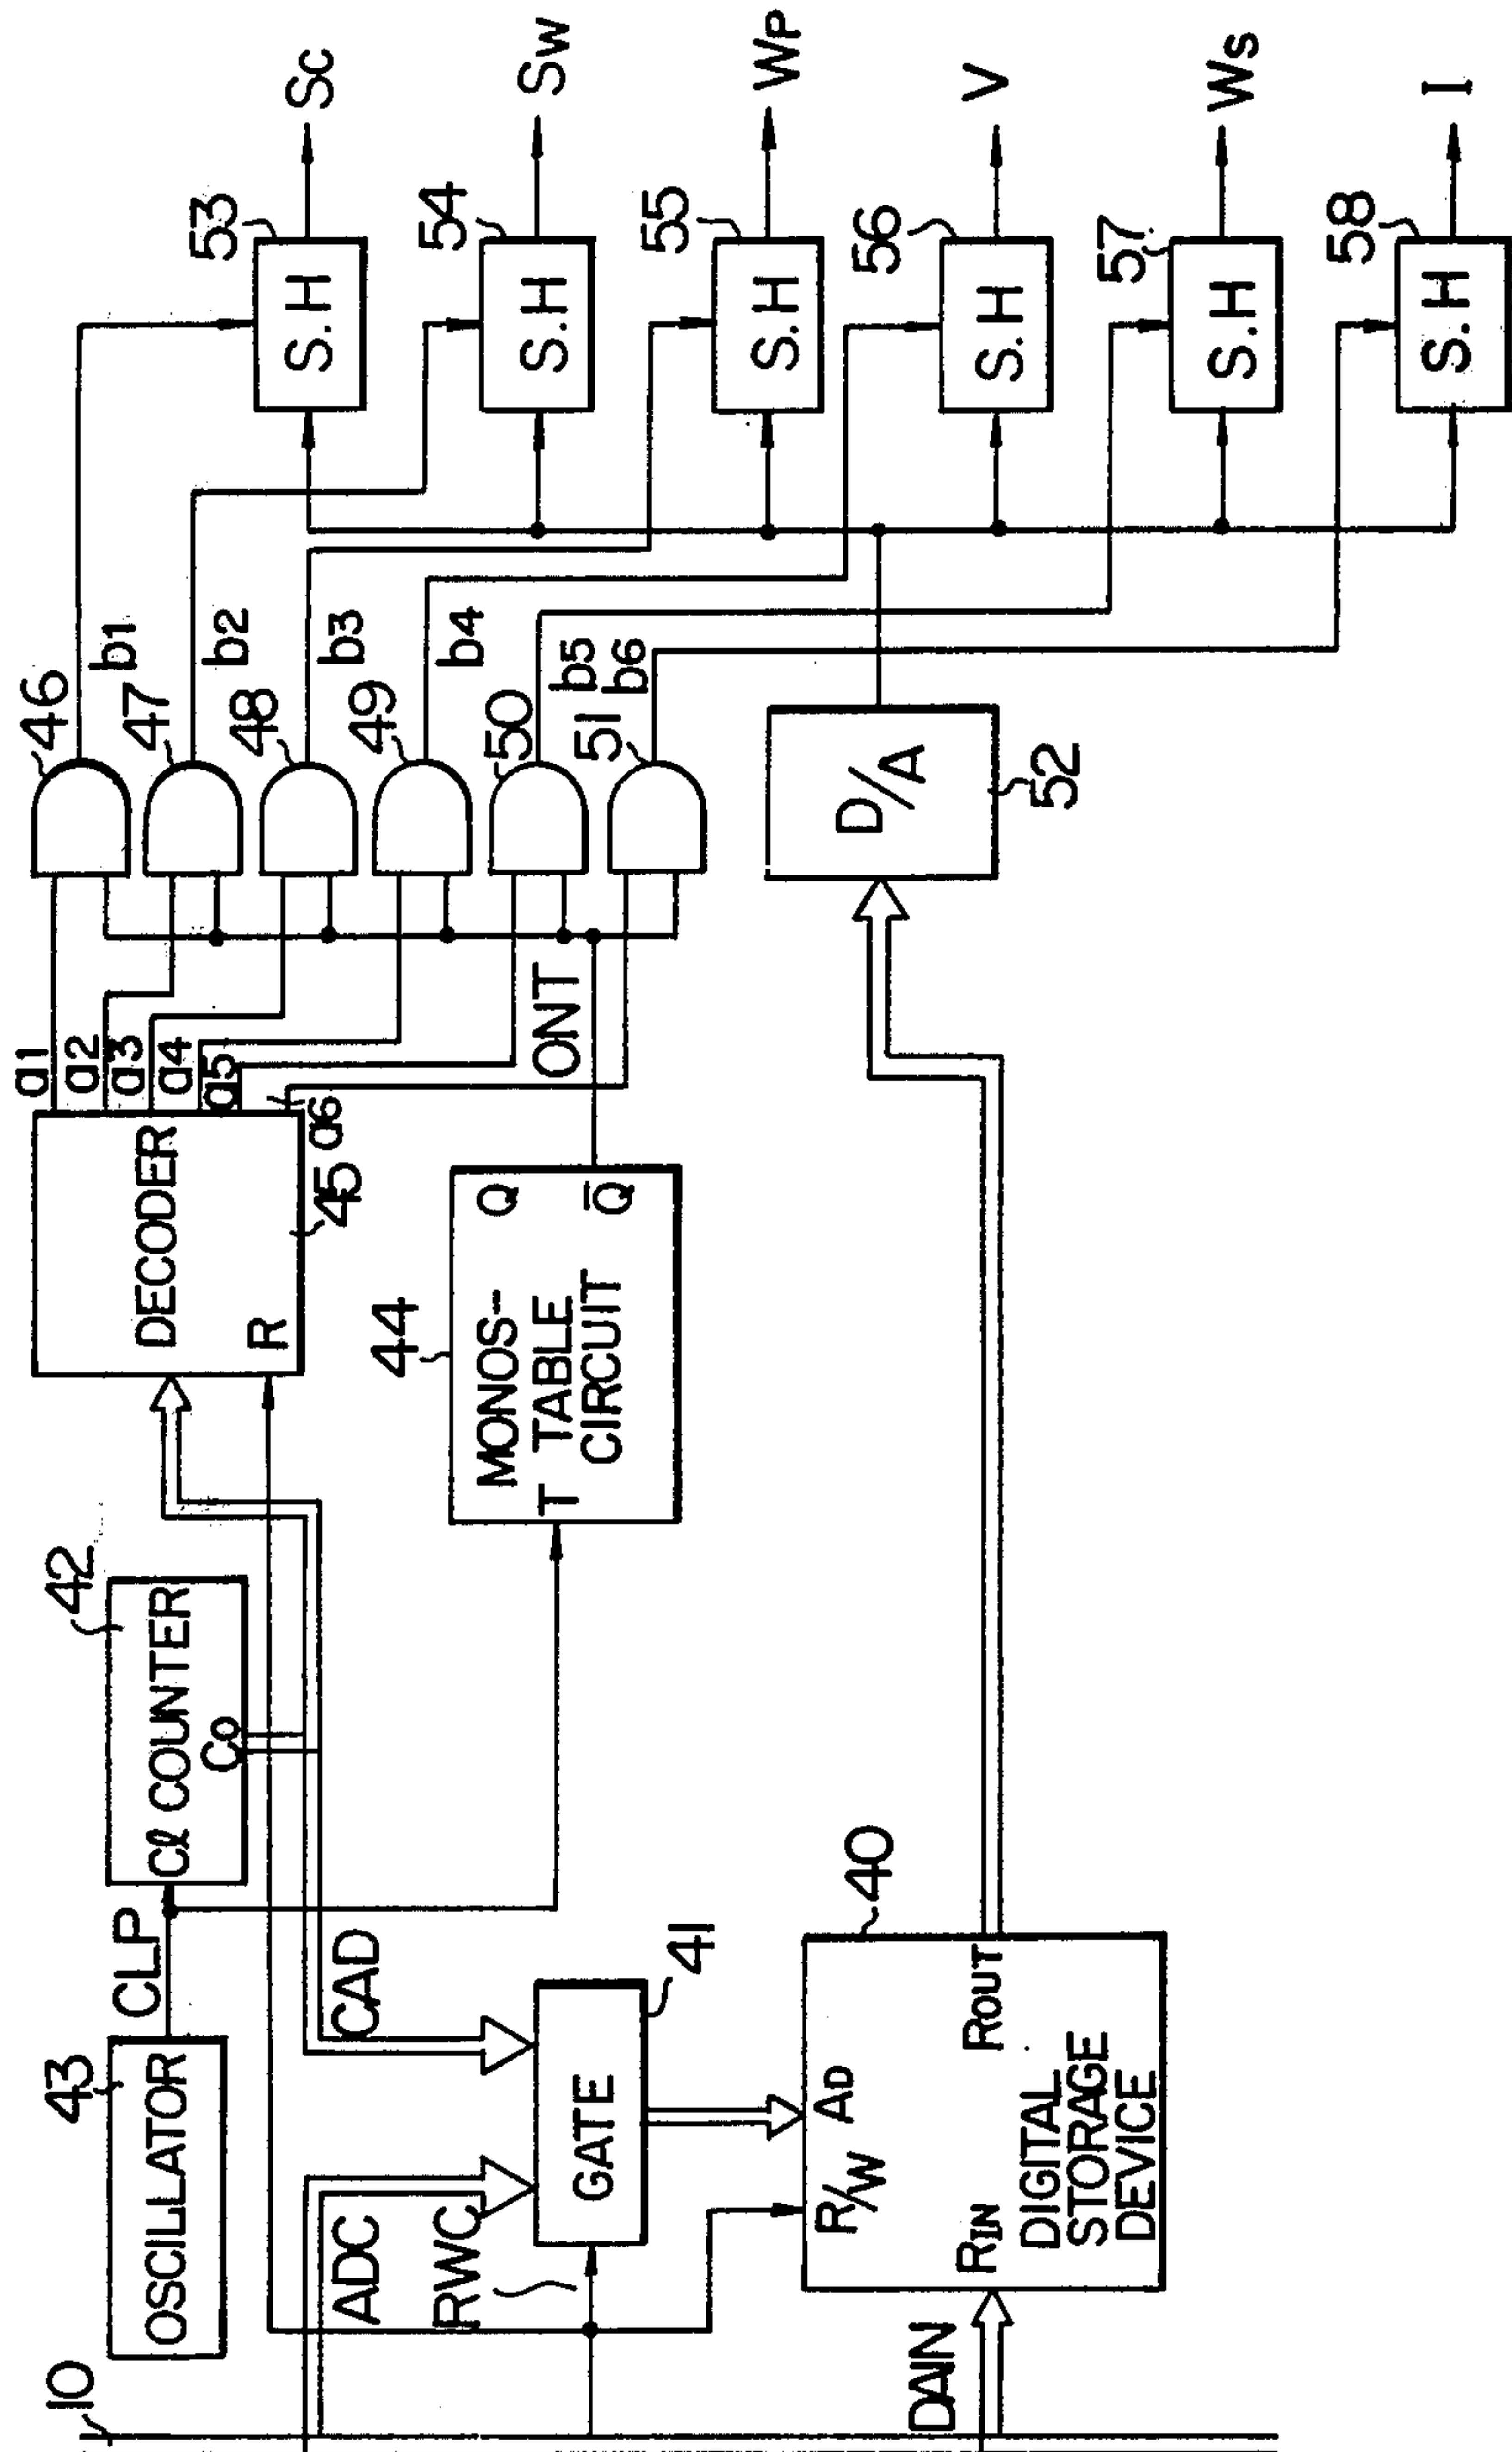 10
43
OSCILLATOR
CLP
42
Cℓ COUNTER
Co
DECODER
R
45
a1
a2
a3
a4
a5
a6
46
47
48
49
50
51
b1
b2
b3
b4
b5
b6
ADC
RWC
CAD
GATE
41
44
MONOS-
T TABLE
CIRCUIT
Q
Q̄
ONT
DAIN
R/W
AD
RIN
ROUT
DIGITAL
STORAGE
DEVICE
40
D/A
52
53
S.H
Sc
54
S.H
Sw
55
S.H
WP
56
S.H
V
57
S.H
Ws
58
S.H
I